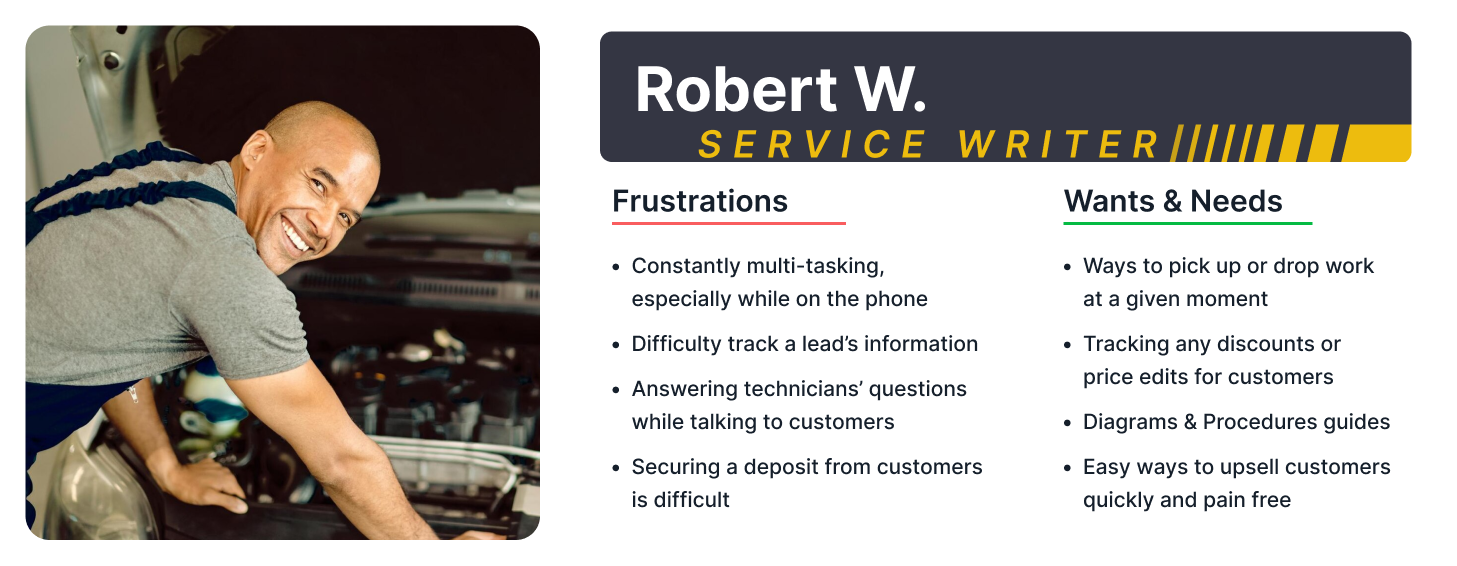 Robert W.
SERVICE WRITER
Frustrations
• Constantly multi-tasking,
especially while on the phone
• Difficulty track a lead’s information
• Answering technicians’ questions
while talking to customers
• Securing a deposit from customers
is difficult
Wants & Needs
• Ways to pick up or drop work
at a given moment
• Tracking any discounts or
price edits for customers
• Diagrams & Procedures guides
• Easy ways to upsell customers
quickly and pain free